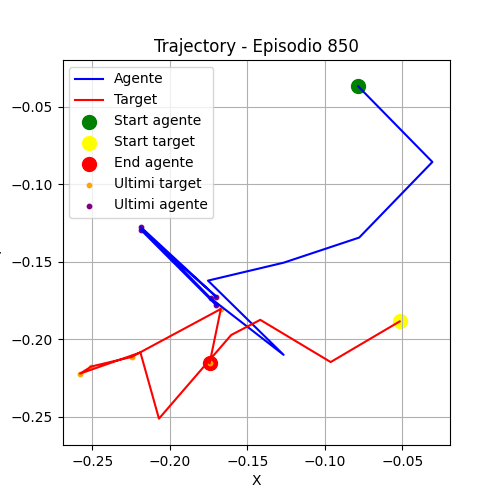 Trajectory - Episodio 850
Agente
Target
Start agente
Start target
End agente
Ultimi target
Ultimi agente
−0.05
−0.10
−0.15
−0.20
−0.25
−0.25
−0.20
−0.15
−0.10
−0.05
X